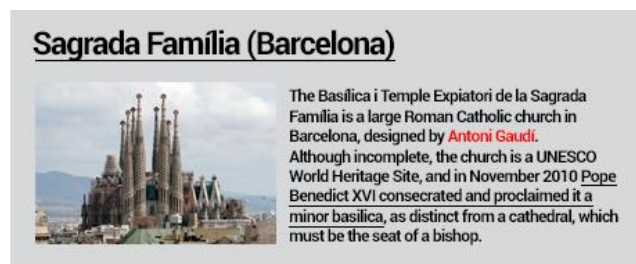 Sagrada Família (Barcelona)
The Basílica i Temple Expiatori de la Sagrada
Família is a large Roman Catholic church in
Barcelona, designed by Antoni Gaudí.
Although incomplete, the church is a UNESCO
World Heritage Site, and in November 2010 Pope
Benedict XVI consecrated and proclaimed it a
minor basilica, as distinct from a cathedral, which
must be the seat of a bishop.